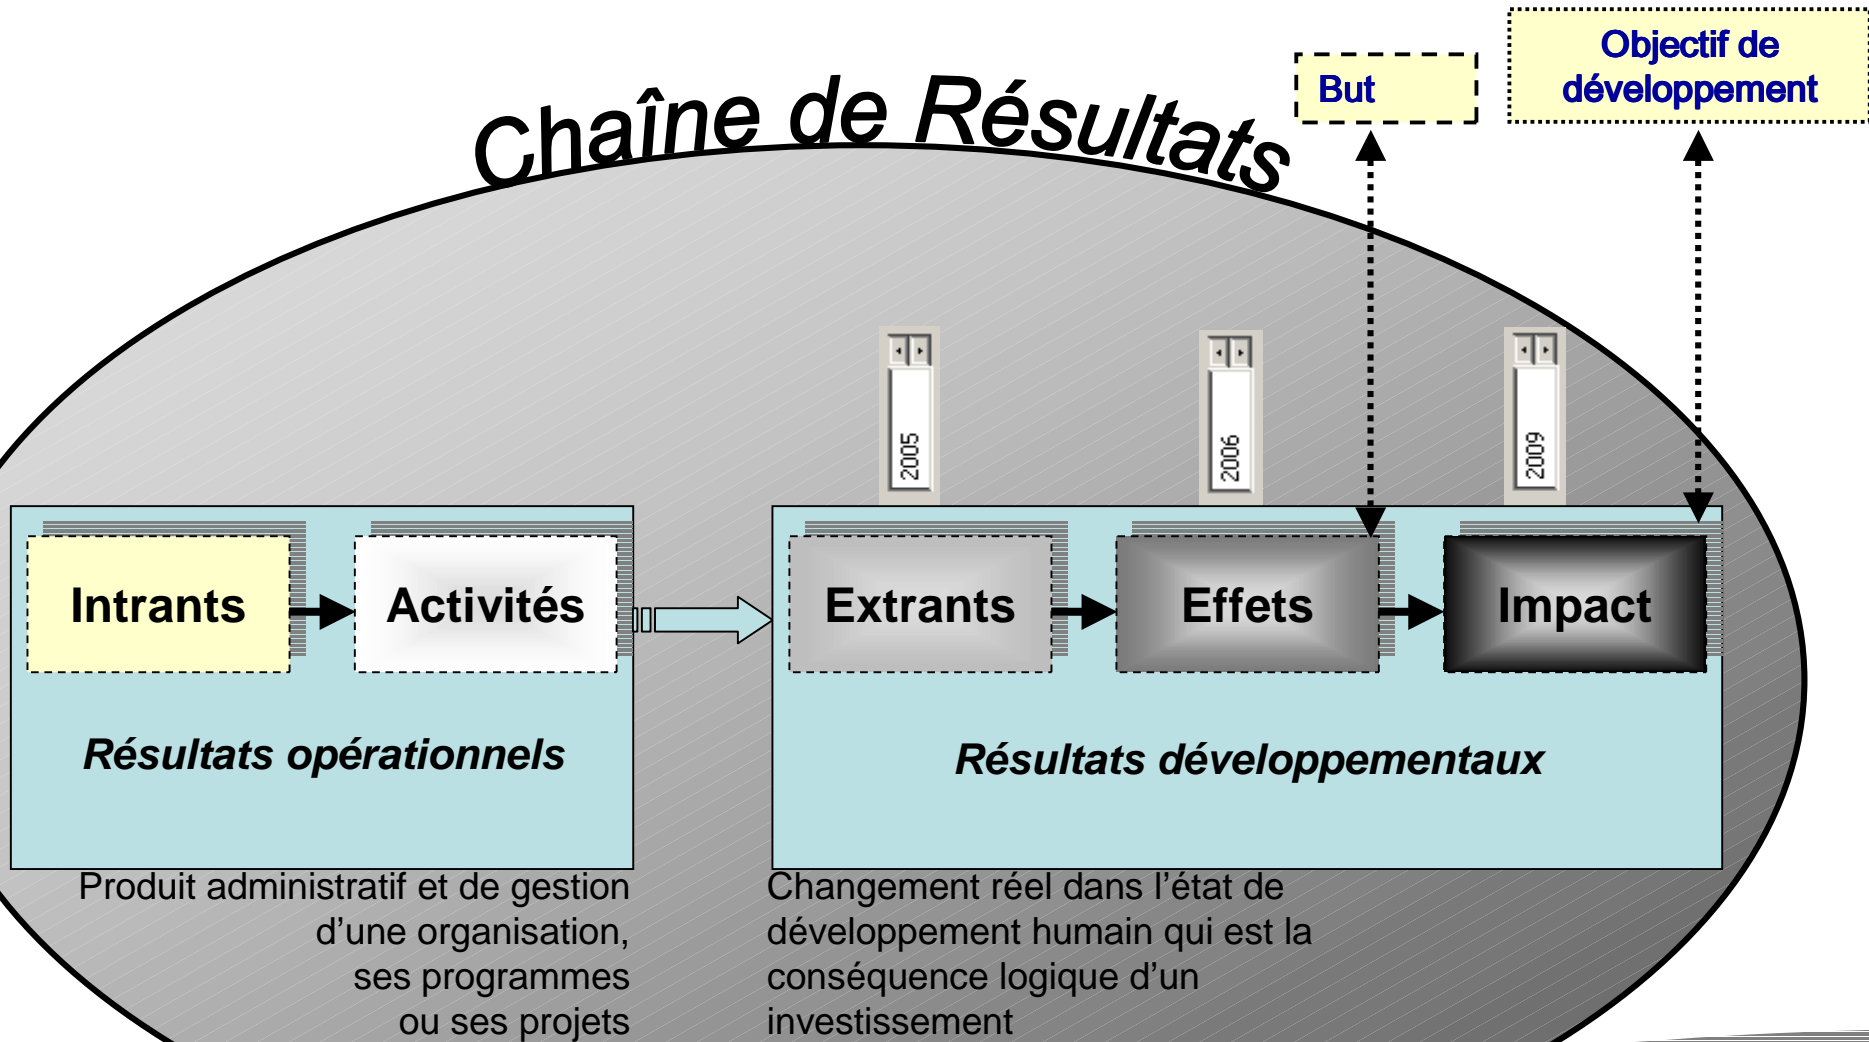 Chaîne de Résultats
But
Objectif de
développement
2005
2006
2009
Intrants
Activités
Extrants
Effets
Impact
Résultats opérationnels
Résultats développementaux
Produit administratif et de gestion
d’une organisation,
ses programmes
ou ses projets
Changement réel dans l’état de
développement humain qui est la
conséquence logique d’un
investissement